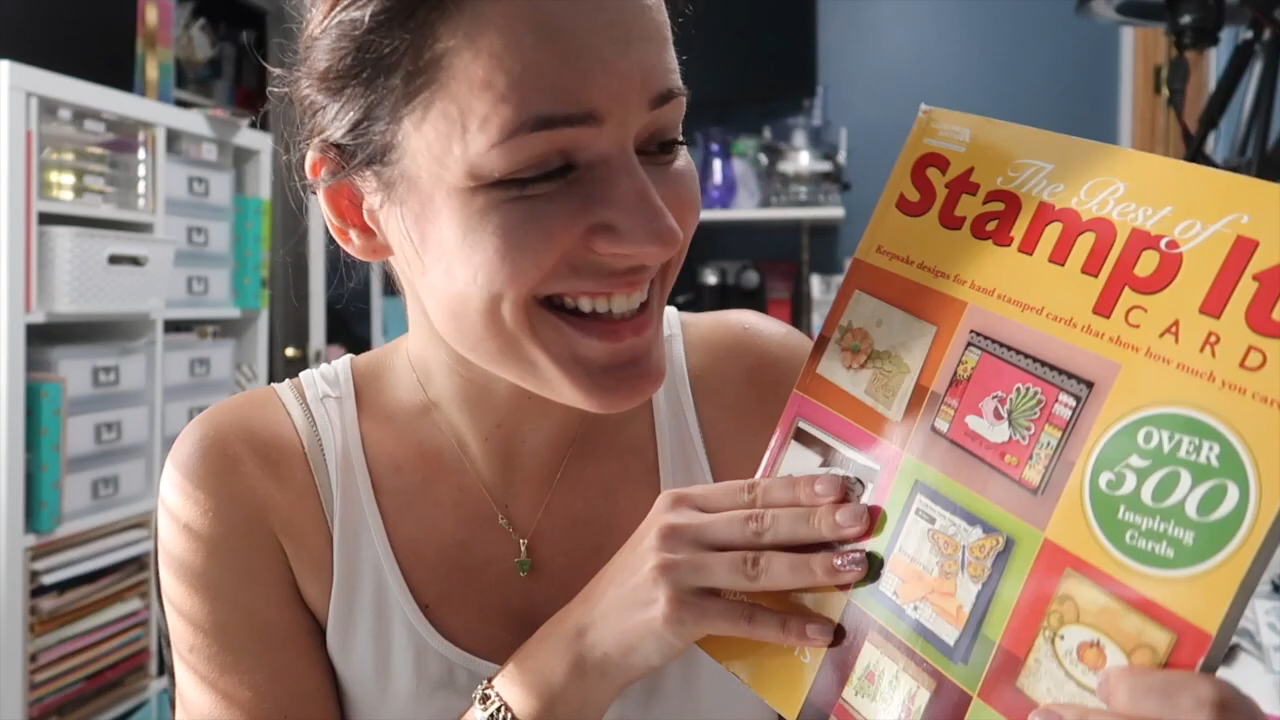 The Best of
Stamp It
CARD
Keepsake designs for hand stamped cards that show how much you care
OVER
500
Inspiring
Cards